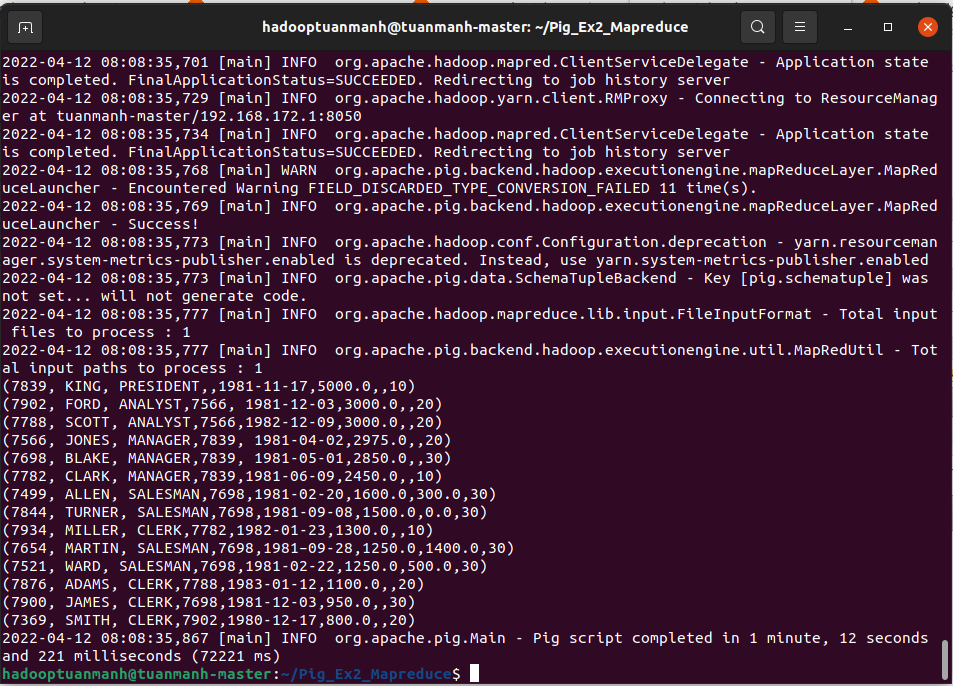 hadooptuanmanh@tuanmanh-master: ~/Pig_Ex2_Mapreduce
2022-04-12 08:08:35,701 [main] INFO  org.apache.hadoop.mapred.ClientServiceDelegate - Application state
is completed. FinalApplicationStatus=SUCCEEDED. Redirecting to job history server
2022-04-12 08:08:35,729 [main] INFO  org.apache.hadoop.yarn.client.RMProxy - Connecting to ResourceManag
er at tuanmanh-master/192.168.172.1:8050
2022-04-12 08:08:35,734 [main] INFO  org.apache.hadoop.mapred.ClientServiceDelegate - Application state
is completed. FinalApplicationStatus=SUCCEEDED. Redirecting to job history server
2022-04-12 08:08:35,768 [main] WARN  org.apache.pig.backend.hadoop.executionengine.mapReduceLayer.MapRed
uceLauncher - Encountered Warning FIELD_DISCARDED_TYPE_CONVERSION_FAILED 11 time(s).
2022-04-12 08:08:35,769 [main] INFO  org.apache.pig.backend.hadoop.executionengine.mapReduceLayer.MapRed
uceLauncher - Success!
2022-04-12 08:08:35,773 [main] INFO  org.apache.hadoop.conf.Configuration.deprecation - yarn.resourceman
ager.system-metrics-publisher.enabled is deprecated. Instead, use yarn.system-metrics-publisher.enabled
2022-04-12 08:08:35,773 [main] INFO  org.apache.pig.data.SchemaTupleBackend - Key [pig.schematuple] was
not set... will not generate code.
2022-04-12 08:08:35,777 [main] INFO  org.apache.hadoop.mapreduce.lib.input.FileInputFormat - Total input
 files to process : 1
2022-04-12 08:08:35,777 [main] INFO  org.apache.pig.backend.hadoop.executionengine.util.MapRedUtil - Tot
al input paths to process : 1
(7839, KING, PRESIDENT,,1981-11-17,5000.0,,10)
(7902, FORD, ANALYST,7566, 1981-12-03,3000.0,,20)
(7788, SCOTT, ANALYST,7566,1982-12-09,3000.0,,20)
(7566, JONES, MANAGER,7839, 1981-04-02,2975.0,,20)
(7698, BLAKE, MANAGER,7839, 1981-05-01,2850.0,,30)
(7782, CLARK, MANAGER,7839,1981-06-09,2450.0,,10)
(7499, ALLEN, SALESMAN,7698,1981-02-20,1600.0,300.0,30)
(7844, TURNER, SALESMAN,7698,1981-09-08,1500.0,0.0,30)
(7934, MILLER, CLERK,7782,1982-01-23,1300.0,,10)
(7654, MARTIN, SALESMAN,7698,1981–09-28,1250.0,1400.0,30)
(7521, WARD, SALESMAN,7698,1981-02-22,1250.0,500.0,30)
(7876, ADAMS, CLERK,7788,1983-01-12,1100.0,,20)
(7900, JAMES, CLERK,7698,1981-12-03,950.0,,30)
(7369, SMITH, CLERK,7902,1980-12-17,800.0,,20)
2022-04-12 08:08:35,867 [main] INFO  org.apache.pig.Main - Pig script completed in 1 minute, 12 seconds
and 221 milliseconds (72221 ms)
hadooptuanmanh@tuanmanh-master:~/Pig_Ex2_Mapreduce$